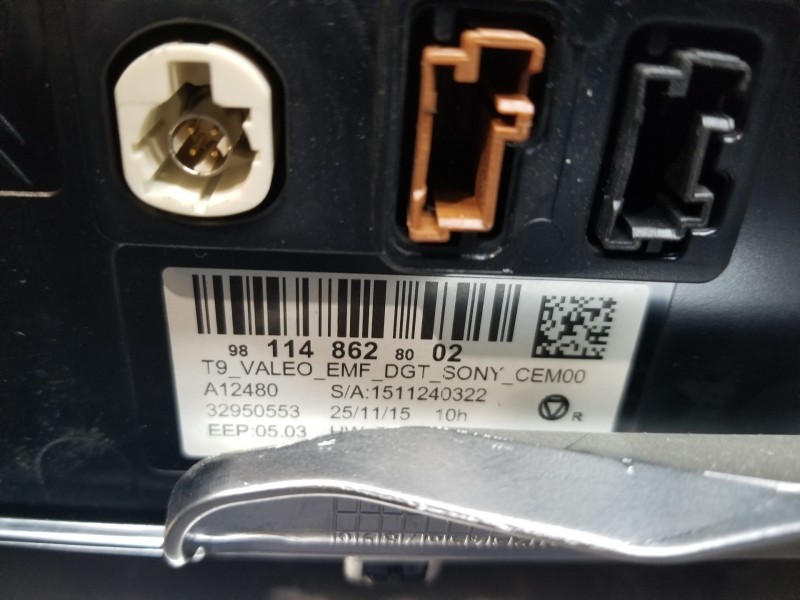 98 114 862 80 02
T9_VALEO_EMF_DGT_SONY_CEM00
A12480 S/A:1511240322
32950553 25/11/15 10h
R
EEP:05.03